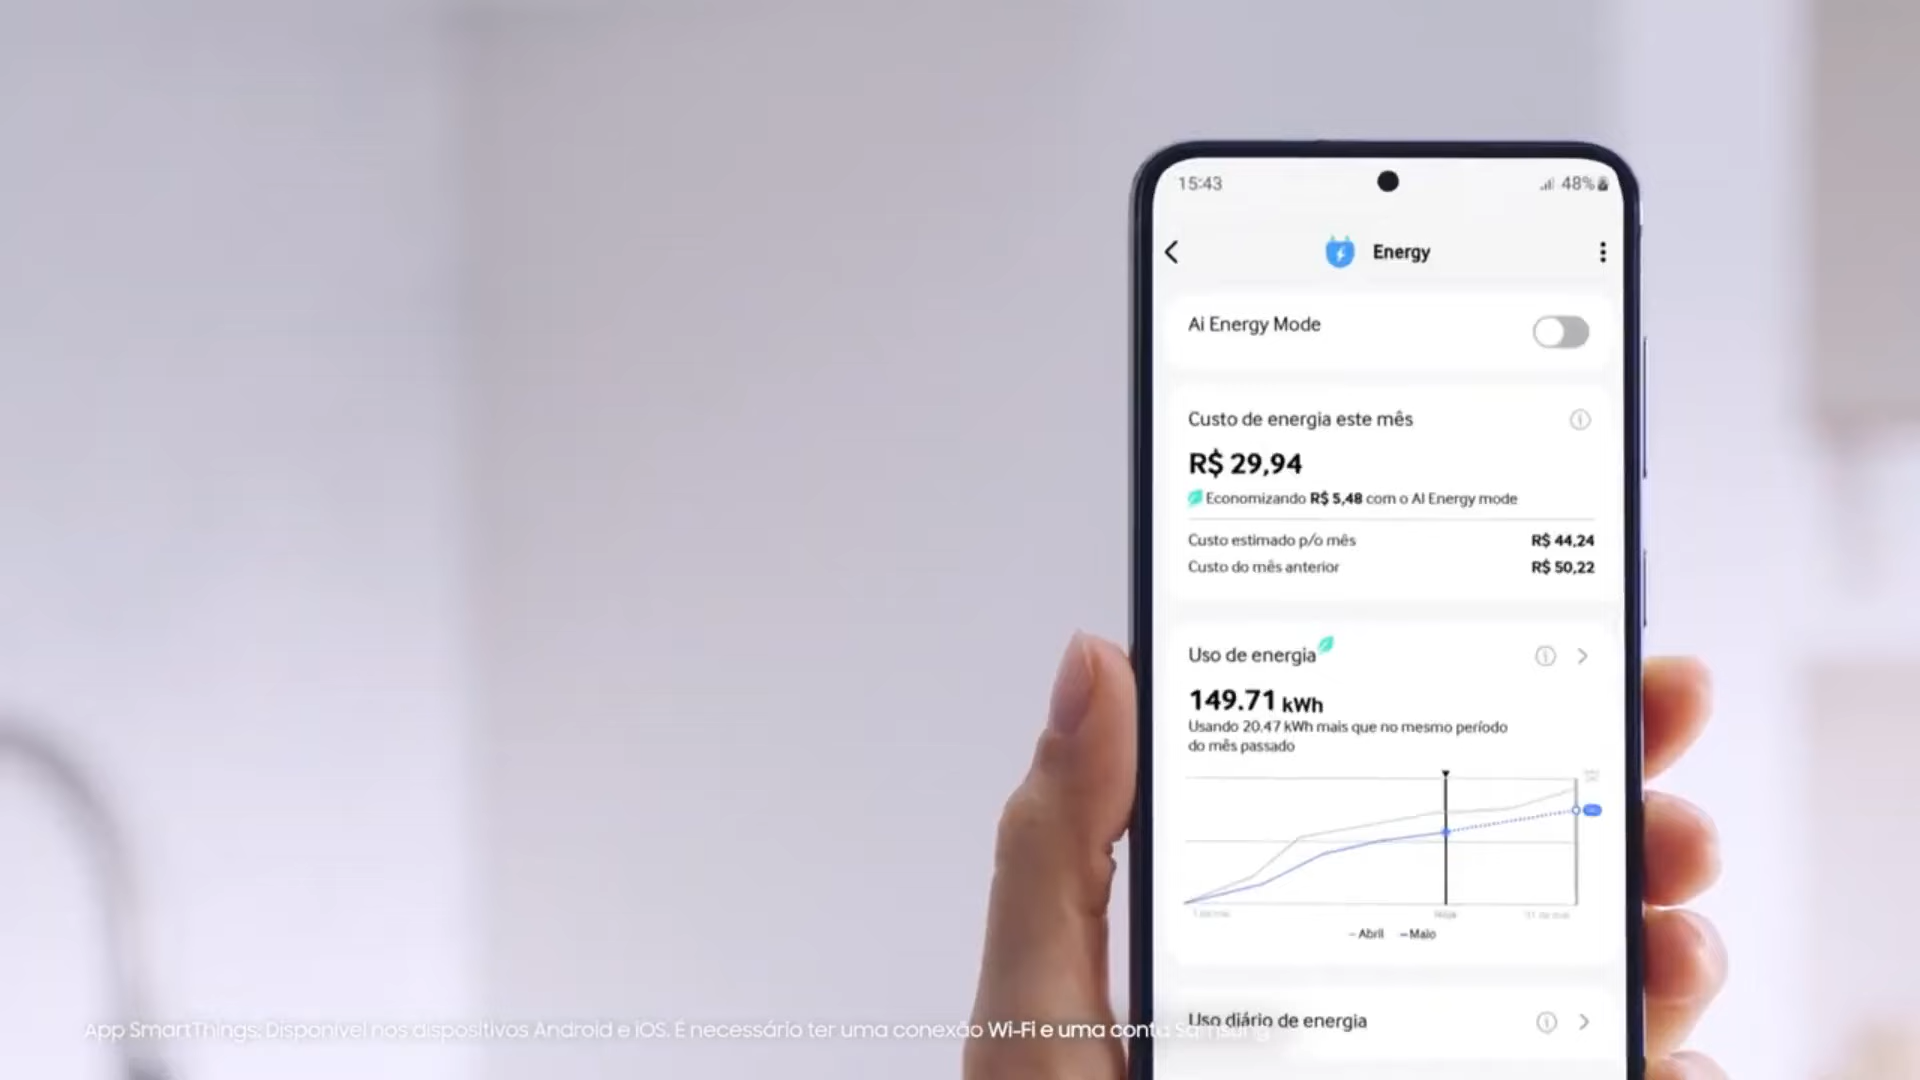 15:43
48%
Energy
Ai Energy Mode
Custo de energia este mês
R$ 29,94
Economizando R$ 5,48 com o AI Energy mode
Custo estimado p/o mês R$ 44,24
Custo do mês anterior R$ 50,22
Uso de energia
149.71 kWh
Usando 20.47 kWh mais que no mesmo período
do mês passado
Abril Maio
Uso diário de energia
App SmartThings: Disponível nos dispositivos Android e iOS. É necessário ter uma conexão Wi-Fi e uma conta Samsung